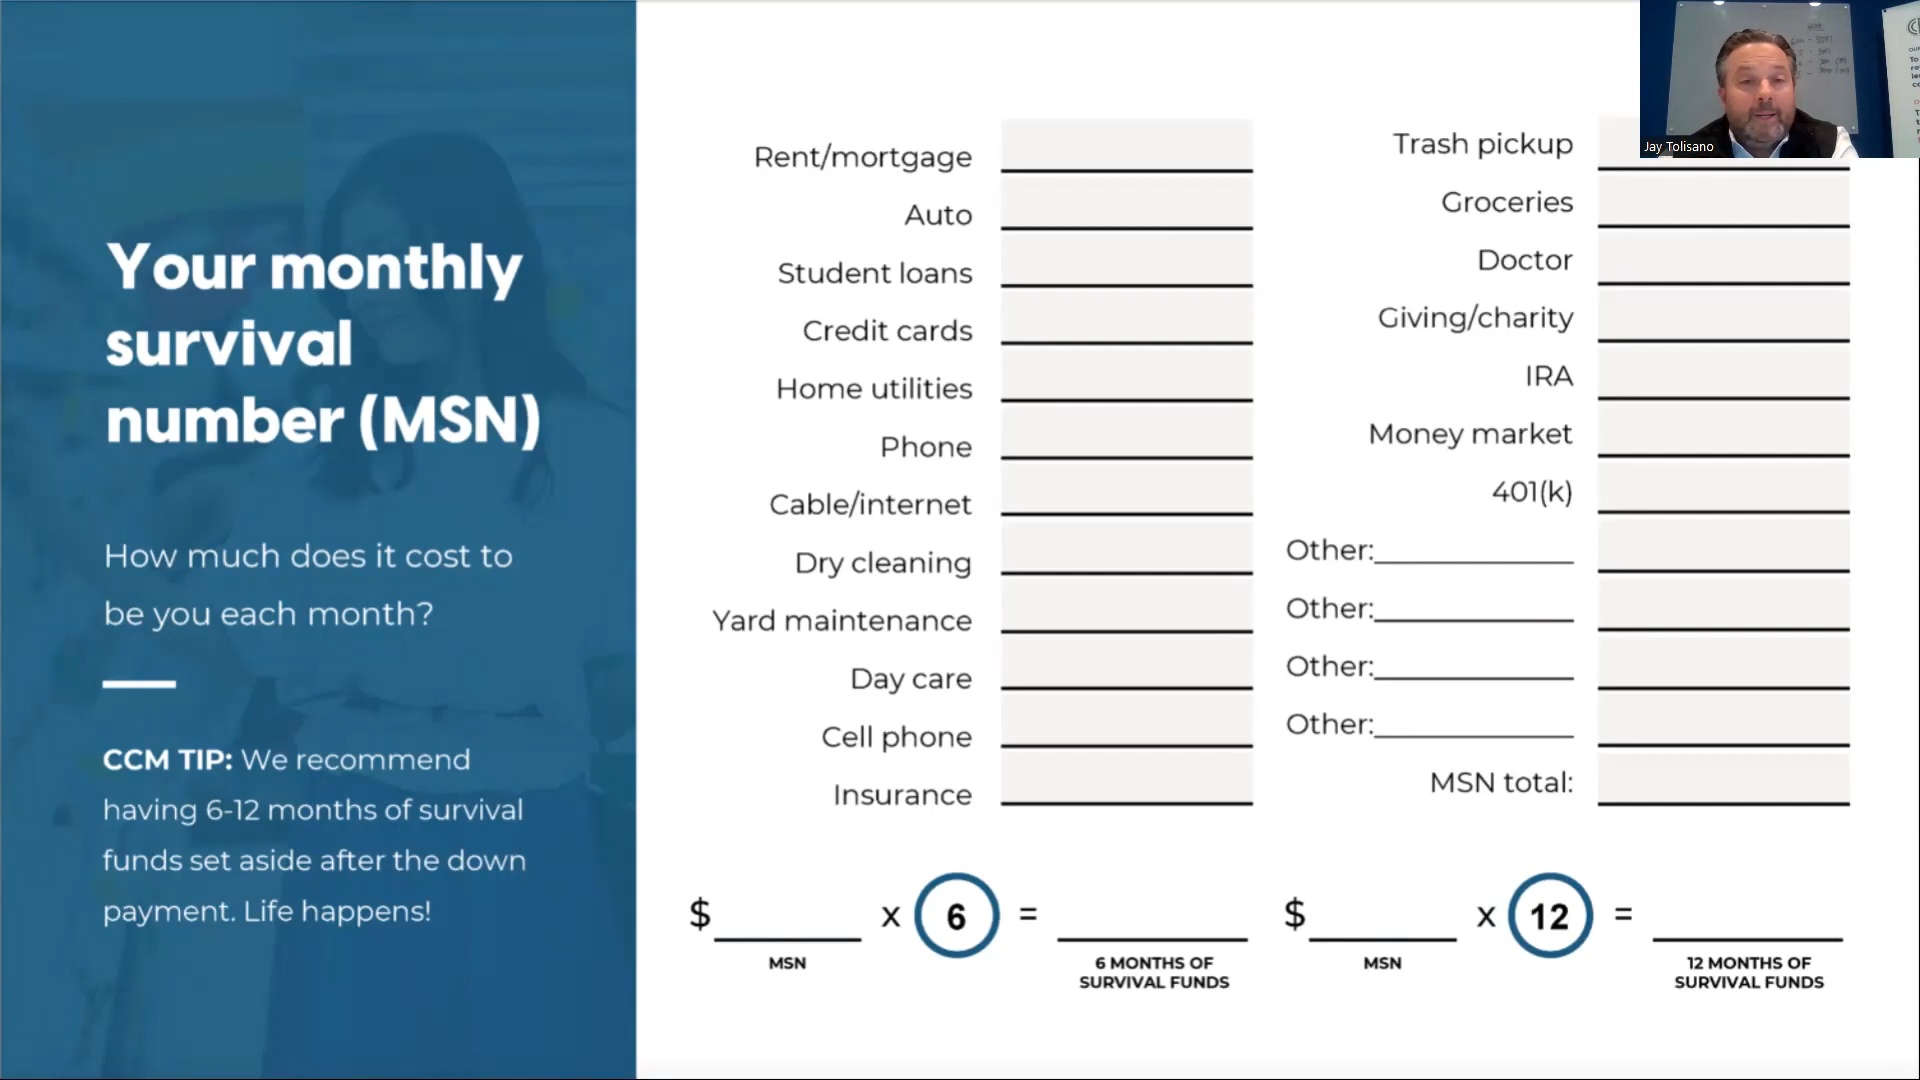 Your monthly
survival
number (MSN)
How much does it cost to
be you each month?
CCM TIP: We recommend
having 6-12 months of survival
funds set aside after the down
payment. Life happens!
Rent/mortgage
Auto
Student loans
Credit cards
Home utilities
Phone
Cable/internet
Dry cleaning
Yard maintenance
Day care
Cell phone
Insurance
Trash pickup
Groceries
Doctor
Giving/charity
IRA
Money market
401(k)
Other:
Other:
Other:
Other:
MSN total:
$ x 6 =
MSN
6 MONTHS OF
SURVIVAL FUNDS
$ x 12 =
MSN
12 MONTHS OF
SURVIVAL FUNDS
Jay Tolisano